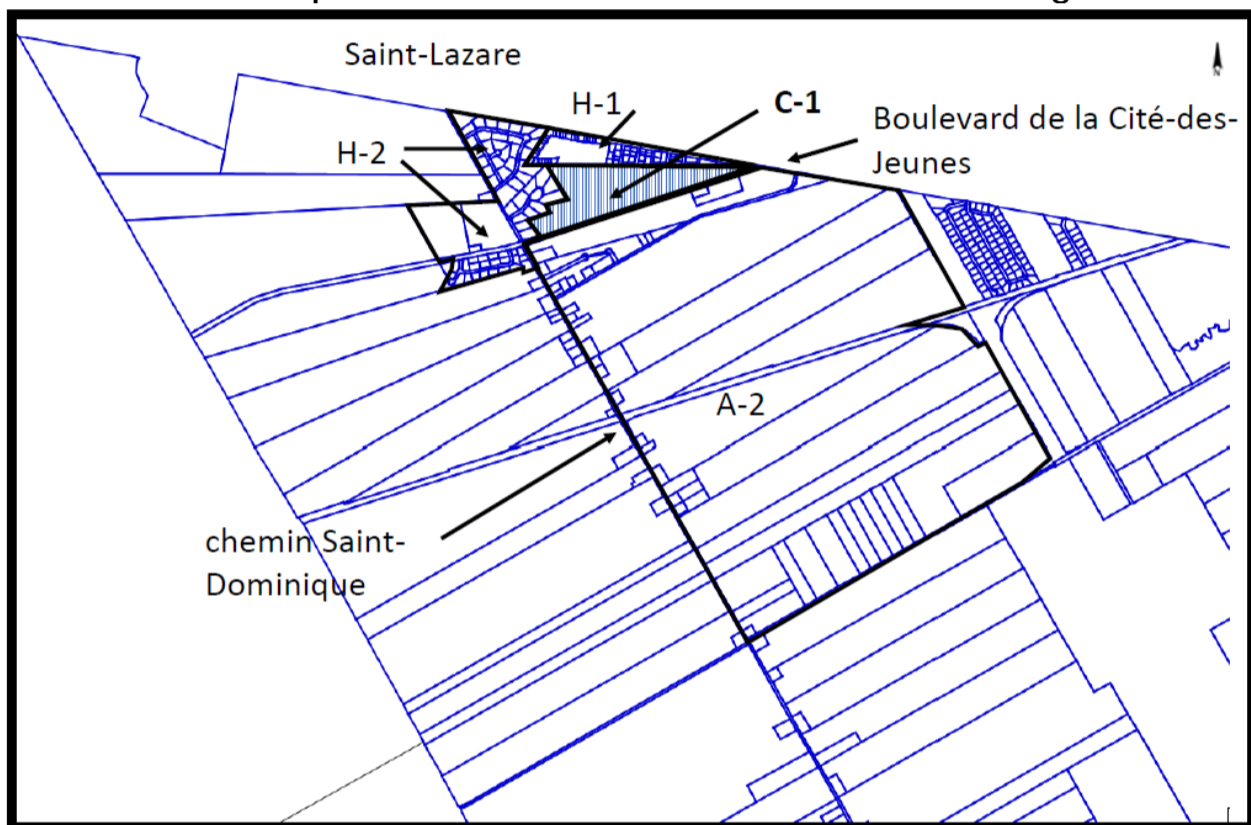 Saint-Lazare
N
H-1
C-1
Boulevard de la Cité-des-
Jeunes
H-2
A-2
chemin Saint-
Dominique